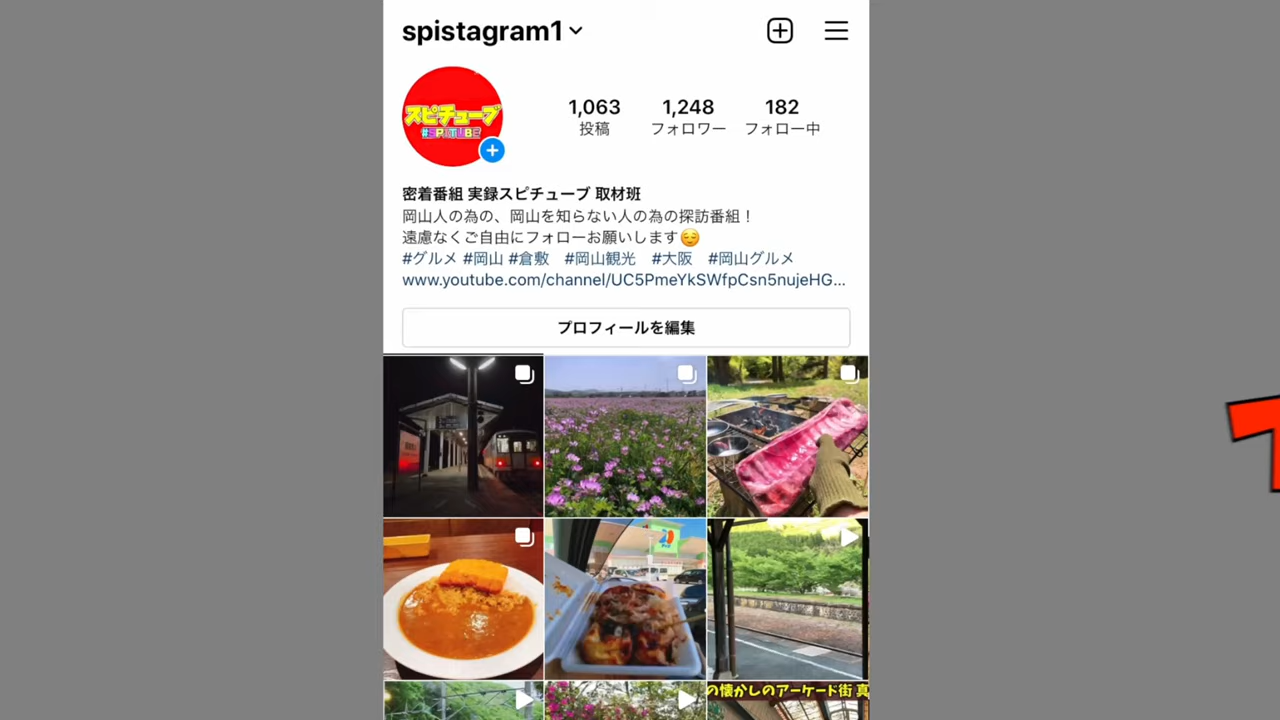 spistagram1
スピチューブ
#SPITUBE
1,063
投稿
1,248
フォロワー
182
フォロー中
密着番組 実録スピチューブ 取材班
岡山人の為の、岡山を知らない人の為の探訪番組！
遠慮なくご自由にフォローお願いします😌
#グルメ #岡山 #倉敷　#岡山観光　#大阪　#岡山グルメ
www.youtube.com/channel/UC5PmeYkSWfpCsn5nujeHG...
プロフィールを編集
の懐かしのアーケード街 真